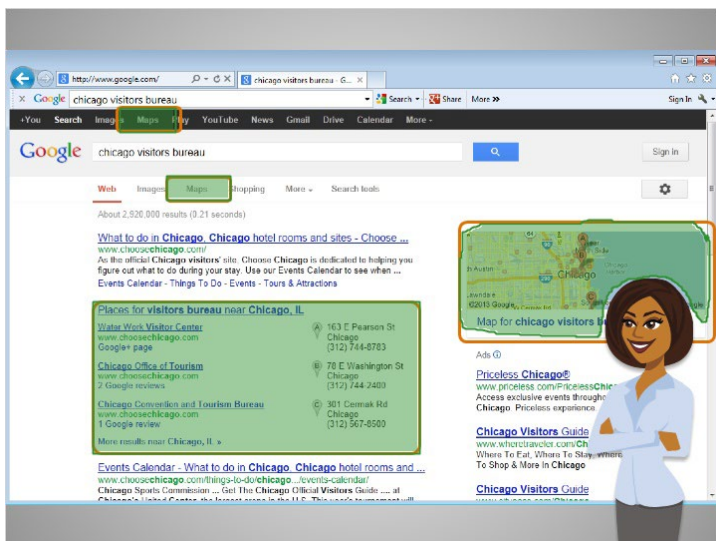 http://www.google.com/
chicago visitors bureau - G...
Google chicago visitors bureau Search Share More » Sign In
+You Search Images Maps Play YouTube News Gmail Drive Calendar More
Google chicago visitors bureau Sign in
Web Images Maps Shopping More Search tools
About 2,920,000 results (0.21 seconds)
What to do in Chicago, Chicago hotel rooms and sites - Choose ...
www.choosechicago.com/
As the official Chicago visitors' site, Choose Chicago is dedicated to helping you
figure out what to do during your stay. Use our Events Calendar to see when ...
Events Calendar - Things To Do - Events - Tours & Attractions
Places for visitors bureau near Chicago, IL
Water Work Visitor Center
www.choosechicago.com
Google+ page
A 163 E Pearson St
Chicago
(312) 744-8783
Chicago Office of Tourism
www.choosechicago.com
2 Google reviews
B 78 E Washington St
Chicago
(312) 744-2400
Chicago Convention and Tourism Bureau
www.choosechicago.com
1 Google review
C 301 Cermak Rd
Chicago
(312) 567-8500
More results near Chicago, IL »
Events Calendar - What to do in Chicago, Chicago hotel rooms and ...
www.choosechicago.com/things-to-do/chicago.../events-calendar/
Chicago Sports Commission ... Get The Chicago Official Visitors Guide .... at
Austin
Chicago
©2013 Google
Map for chicago visitors
Ads
Priceless Chicago®
www.priceless.com/
Access exclusive events
Chicago. Priceless experience.
Chicago Visitors Guide
www.wheretraveler.com/
Where To Eat, Where To Stay, Where
To Shop & More In Chicago
Chicago Visitors Guide